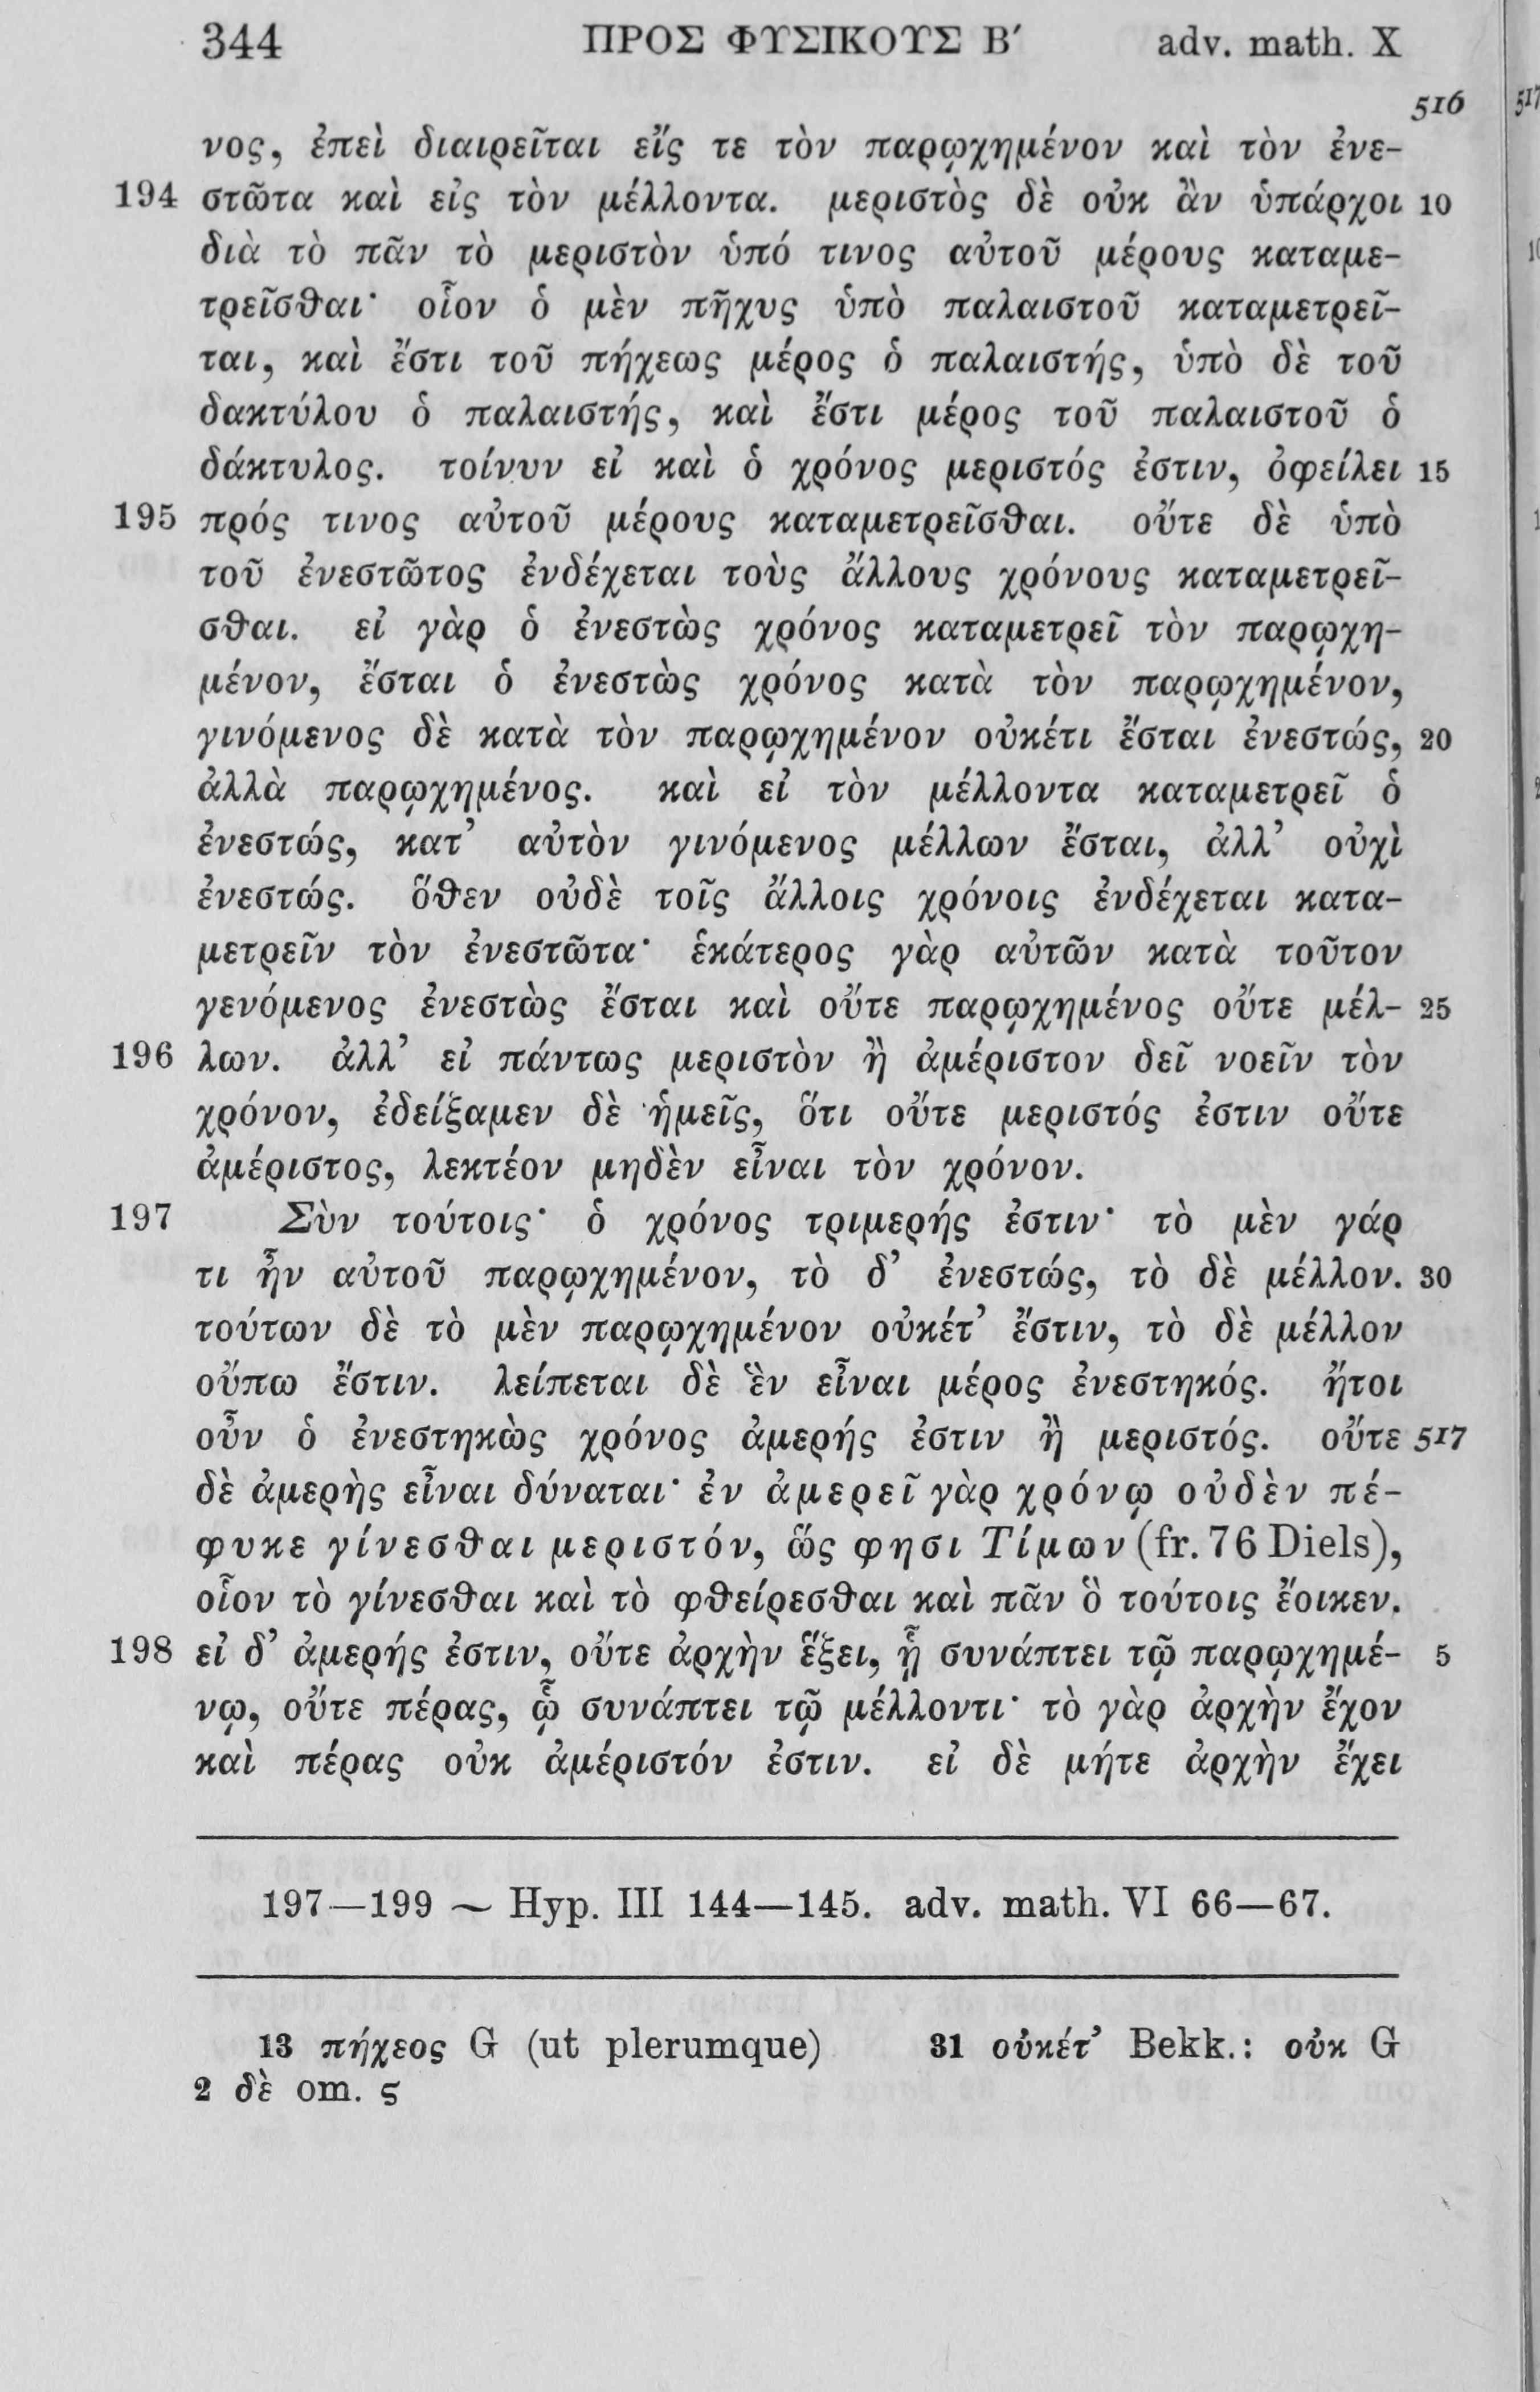 344 ΠΡΟΣ ΦΥΣΙΚΟΥΣ Β′ adv. math. X
516
νος, ἐπεὶ διαιρεῖται εἴς τε τὸν παρῳχημένον καὶ τὸν ἐνε-
194 στῶτα καὶ εἰς τὸν μέλλοντα. μεριστὸς δὲ οὐκ ἂν ὑπάρχοι 10
διὰ τὸ πᾶν τὸ μεριστὸν ὑπό τινος αὐτοῦ μέρους καταμε-
τρεῖσθαι· οἷον ὁ μὲν πῆχυς ὑπὸ παλαιστοῦ καταμετρεῖ-
ται, καὶ ἔστι τοῦ πήχεως μέρος ὁ παλαιστής, ὑπὸ δὲ τοῦ
δακτύλου ὁ παλαιστής, καὶ ἔστι μέρος τοῦ παλαιστοῦ ὁ
δάκτυλος. τοίνυν εἰ καὶ ὁ χρόνος μεριστός ἐστιν, ὀφείλει 15
195 πρός τινος αὐτοῦ μέρους καταμετρεῖσθαι. οὔτε δὲ ὑπὸ
τοῦ ἐνεστῶτος ἐνδέχεται τοὺς ἄλλους χρόνους καταμετρεῖ-
σθαι. εἰ γὰρ ὁ ἐνεστὼς χρόνος καταμετρεῖ τὸν παρῳχη-
μένον, ἔσται ὁ ἐνεστὼς χρόνος κατὰ τὸν παρῳχημένον,
γινόμενος δὲ κατὰ τὸν παρῳχημένον οὐκέτι ἔσται ἐνεστώς, 20
ἀλλὰ παρῳχημένος. καὶ εἰ τὸν μέλλοντα καταμετρεῖ ὁ
ἐνεστώς, κατ’ αὐτὸν γινόμενος μέλλων ἔσται, ἀλλ’ οὐχὶ
ἐνεστώς. ὅθεν οὐδὲ τοῖς ἄλλοις χρόνοις ἐνδέχεται κατα-
μετρεῖν τὸν ἐνεστῶτα· ἑκάτερος γὰρ αὐτῶν κατὰ τοῦτον
γενόμενος ἐνεστὼς ἔσται καὶ οὔτε παρῳχημένος οὔτε μέλ- 25
196 λων. ἀλλ’ εἰ πάντως μεριστὸν ἢ ἀμέριστον δεῖ νοεῖν τὸν
χρόνον, ἐδείξαμεν δὲ ἡμεῖς, ὅτι οὔτε μεριστός ἐστιν οὔτε
ἀμέριστος, λεκτέον μηδὲν εἶναι τὸν χρόνον.
197 Σὺν τούτοις· ὁ χρόνος τριμερής ἐστιν· τὸ μὲν γάρ
τι ἦν αὐτοῦ παρῳχημένον, τὸ δ’ ἐνεστώς, τὸ δὲ μέλλον. 30
τούτων δὲ τὸ μὲν παρῳχημένον οὐκέτ’ ἔστιν, τὸ δὲ μέλλον
οὔπω ἔστιν. λείπεται δὲ ἓν εἶναι μέρος ἐνεστηκός. ἤτοι
οὖν ὁ ἐνεστηκὼς χρόνος ἀμερής ἐστιν ἢ μεριστός. οὔτε 517
δὲ ἀμερὴς εἶναι δύναται· ἐν ἀμερεῖ γὰρ χρόνῳ οὐδὲν πέ-
φυκε γίνεσθαι μεριστόν, ὥς φησι Τίμων (fr. 76 Diels),
οἷον τὸ γίνεσθαι καὶ τὸ φθείρεσθαι καὶ πᾶν ὃ τούτοις ἔοικεν.
198 εἰ δ’ ἀμερής ἐστιν, οὔτε ἀρχὴν ἕξει, ᾗ συνάπτει τῷ παρῳχημέ- 5
νῳ, οὔτε πέρας, ᾧ συνάπτει τῷ μέλλοντι· τὸ γὰρ ἀρχὴν ἔχον
καὶ πέρας οὐκ ἀμέριστόν ἐστιν. εἰ δὲ μήτε ἀρχὴν ἔχει
197—199 ~ Hyp. III 144—145. adv. math. VI 66—67.
13 πήχεος G (ut plerumque) 31 οὐκέτ’ Bekk.: οὐκ G
2 δὲ om. ς